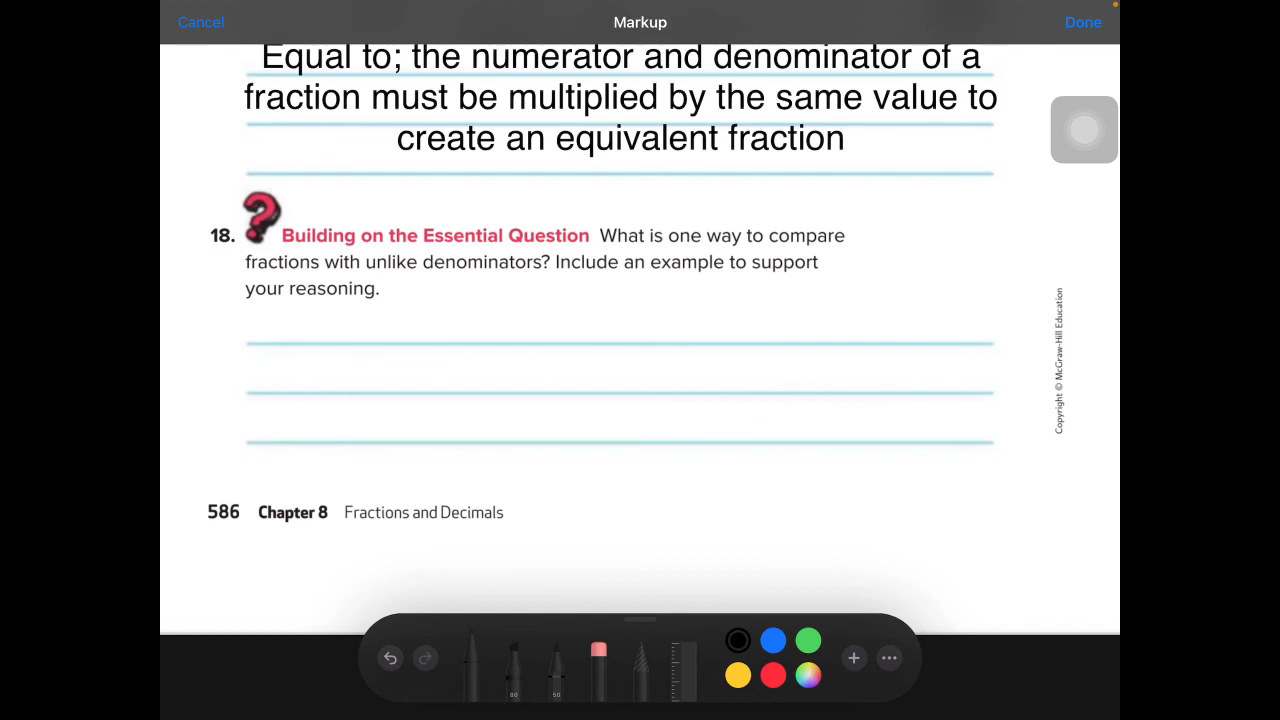 Cancel
Markup
Done
Equal to; the numerator and denominator of a
fraction must be multiplied by the same value to
create an equivalent fraction
18. Building on the Essential Question What is one way to compare
fractions with unlike denominators? Include an example to support
your reasoning.
Copyright © McGraw-Hill Education
586 Chapter 8 Fractions and Decimals
80
50